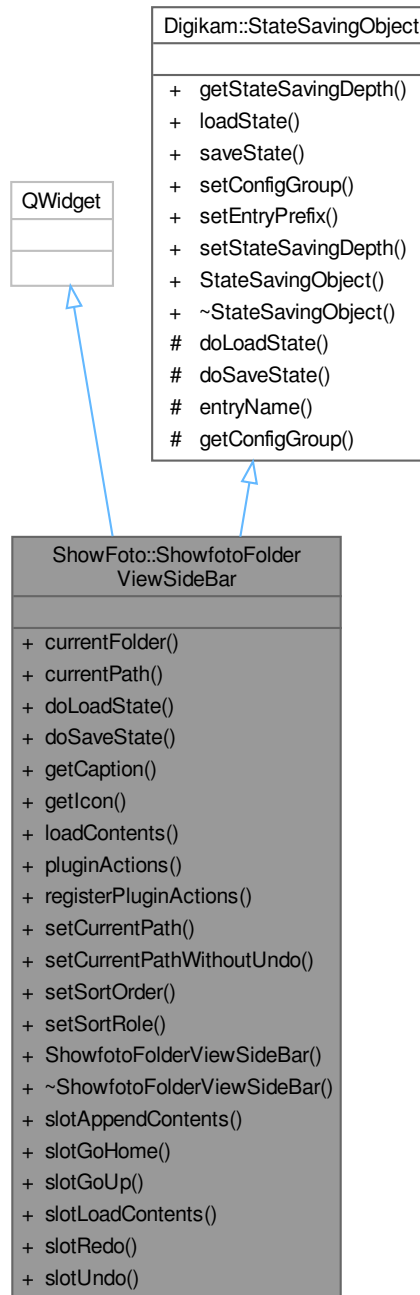 Digikam::StateSavingObject
+ getStateSavingDepth()
+ loadState()
+ saveState()
+ setConfigGroup()
+ setEntryPrefix()
+ setStateSavingDepth()
+ StateSavingObject()
+ ~StateSavingObject()
# doLoadState()
# doSaveState()
# entryName()
# getConfigGroup()
QWidget
ShowFoto::ShowfotoFolder
ViewSideBar
+ currentFolder()
+ currentPath()
+ doLoadState()
+ doSaveState()
+ getCaption()
+ getIcon()
+ loadContents()
+ pluginActions()
+ registerPluginActions()
+ setCurrentPath()
+ setCurrentPathWithoutUndo()
+ setSortOrder()
+ setSortRole()
+ ShowfotoFolderViewSideBar()
+ ~ShowfotoFolderViewSideBar()
+ slotAppendContents()
+ slotGoHome()
+ slotGoUp()
+ slotLoadContents()
+ slotRedo()
+ slotUndo()